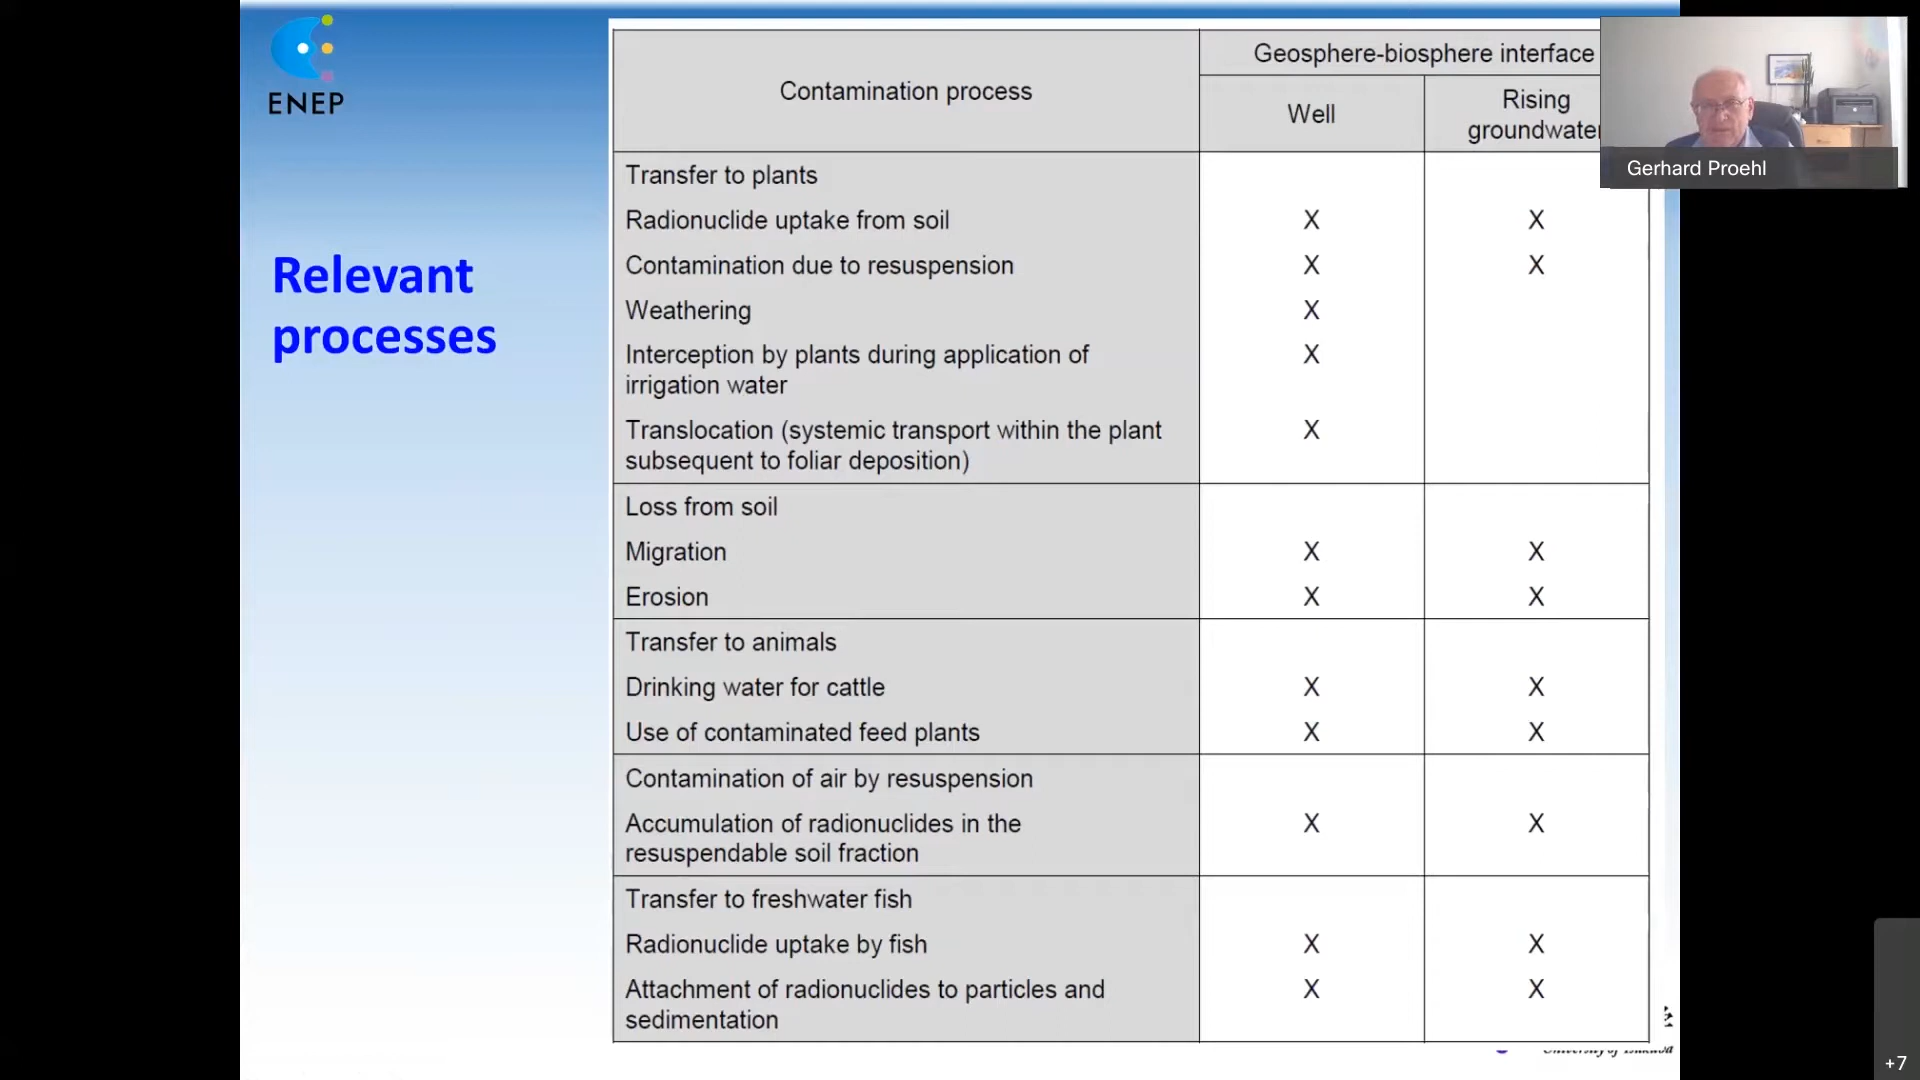 ENEP
Relevant
processes
Contamination process
Geosphere-biosphere interface
Well
Rising
groundwater
Transfer to plants
Radionuclide uptake from soil X X
Contamination due to resuspension X X
Weathering X
Interception by plants during application of X
irrigation water
Translocation (systemic transport within the plant X
subsequent to foliar deposition)
Loss from soil
Migration X X
Erosion X X
Transfer to animals
Drinking water for cattle X X
Use of contaminated feed plants X X
Contamination of air by resuspension
Accumulation of radionuclides in the X X
resuspendable soil fraction
Transfer to freshwater fish
Radionuclide uptake by fish X X
Attachment of radionuclides to particles and X X
sedimentation
Gerhard Proehl
University of Tsukuba
+7